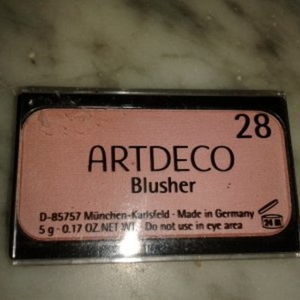 28
ARTDECO
Blusher
D-85757 München-Karlsfeld · Made in Germany
5 g · 0.17 OZ.NET WT. · Do not use in eye area
24 M